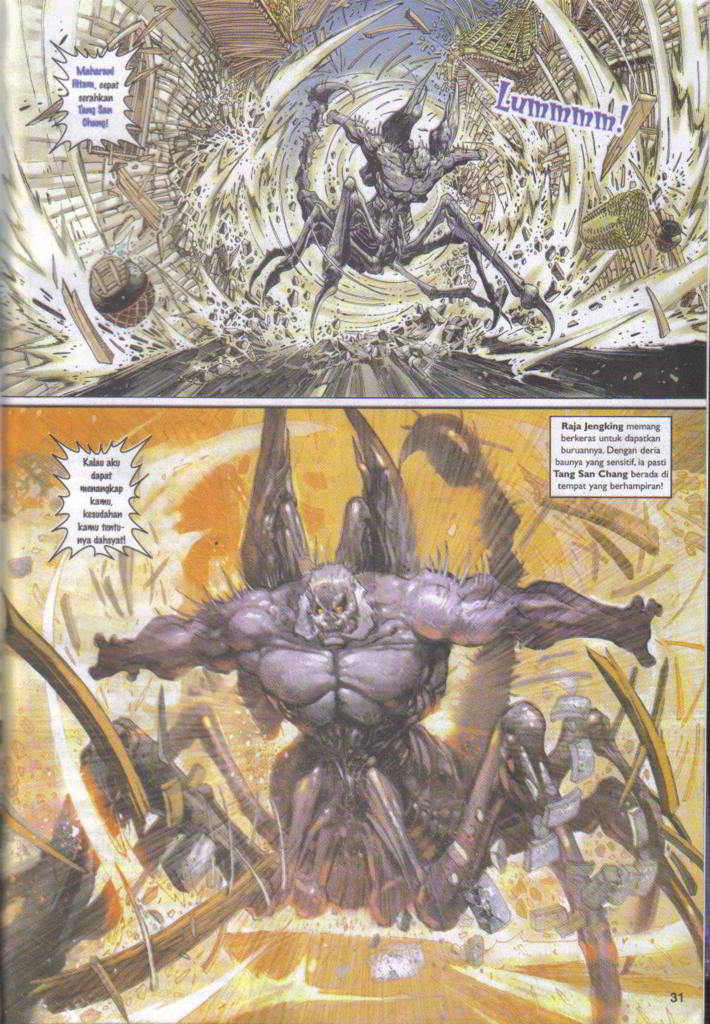 Maharani
Hitam, cepat
serahkan
Tang San
Chang!
Lummmm!
Kalau aku
dapat
menangkap
kamu,
kesudahan
kamu tentu-
nya dahsyat!
Raja Jengking memang
berkeras untuk dapatkan
buruannya. Dengan deria
baunya yang sensitif, ia pasti
Tang San Chang berada di
tempat yang berhampiran!
31